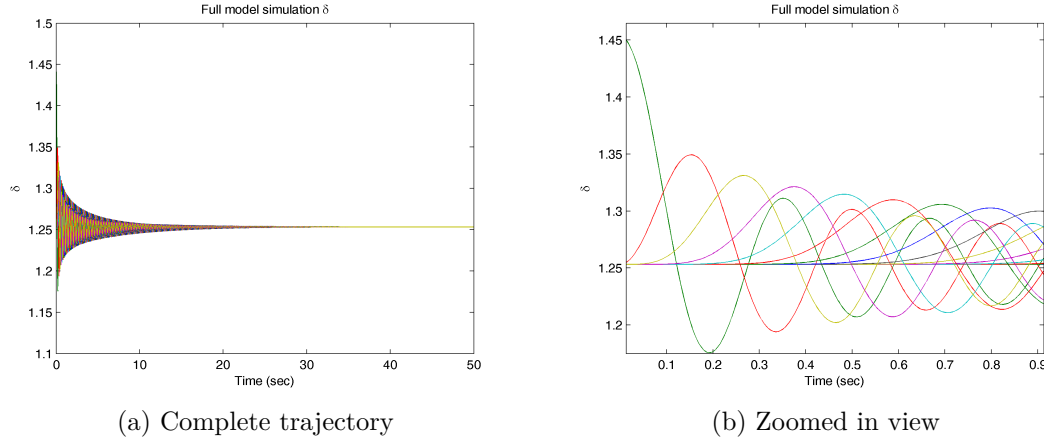 Full model simulation δ
1.5
1.45
1.4
1.35
1.3
δ
1.25
1.2
1.15
1.1
0 10 20 30 40 50
Time (sec)
(a) Complete trajectory
Full model simulation δ
1.45
1.4
1.35
1.3
δ
1.25
1.2
0.1 0.2 0.3 0.4 0.5 0.6 0.7 0.8 0.9
Time (sec)
(b) Zoomed in view